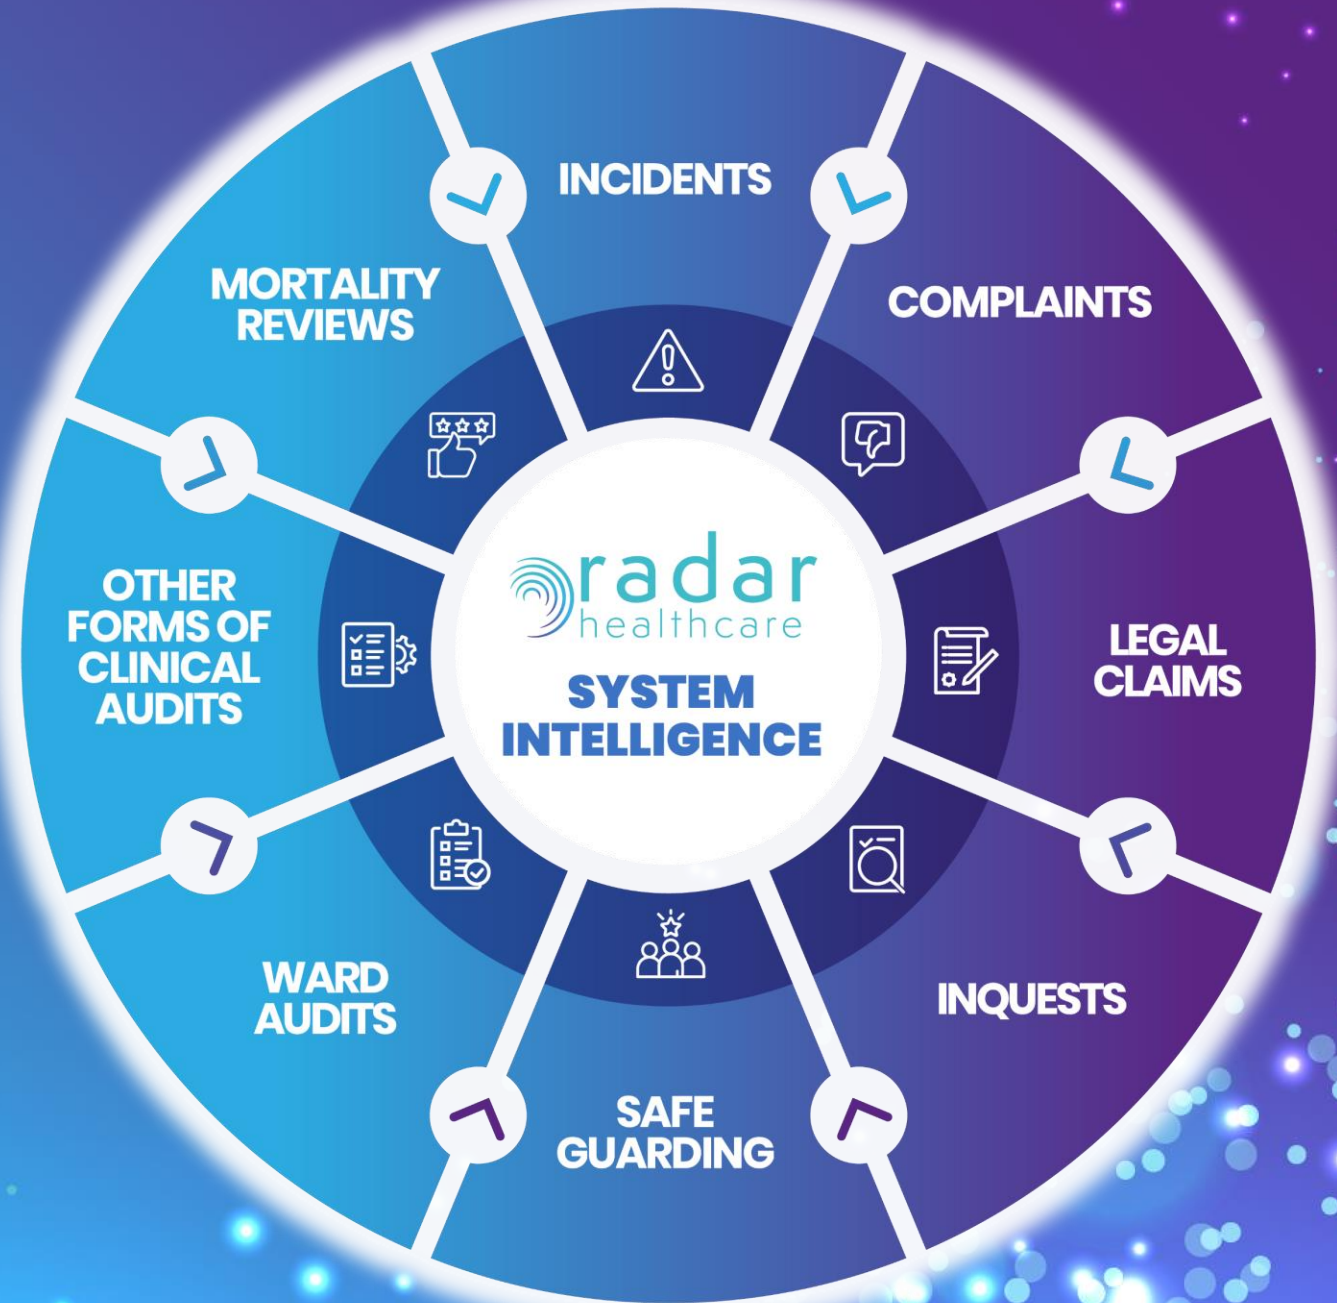 INCIDENTS
COMPLAINTS
LEGAL
CLAIMS
INQUESTS
SAFE
GUARDING
WARD
AUDITS
OTHER
FORMS OF
CLINICAL
AUDITS
MORTALITY
REVIEWS
radar
healthcare
SYSTEM
INTELLIGENCE